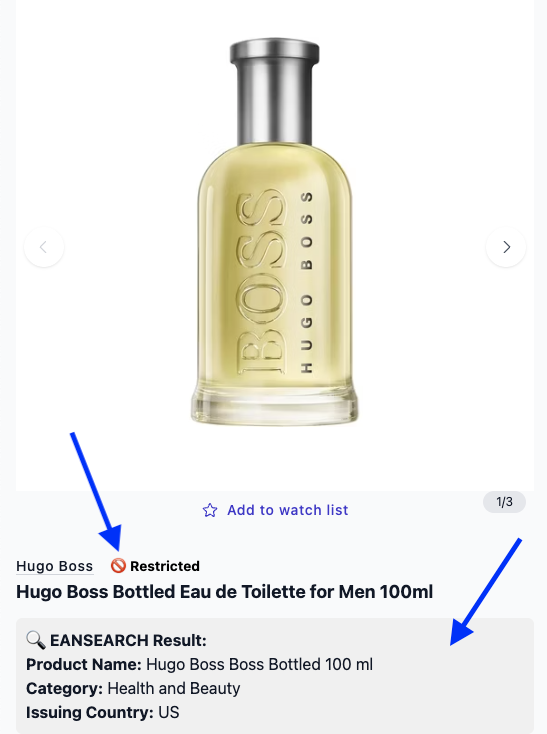 BOSS
HUGO BOSS
Add to watch list
1/3
Hugo Boss 🚫 Restricted
Hugo Boss Bottled Eau de Toilette for Men 100ml
🔍 EANSEARCH Result:
Product Name: Hugo Boss Boss Bottled 100 ml
Category: Health and Beauty
Issuing Country: US